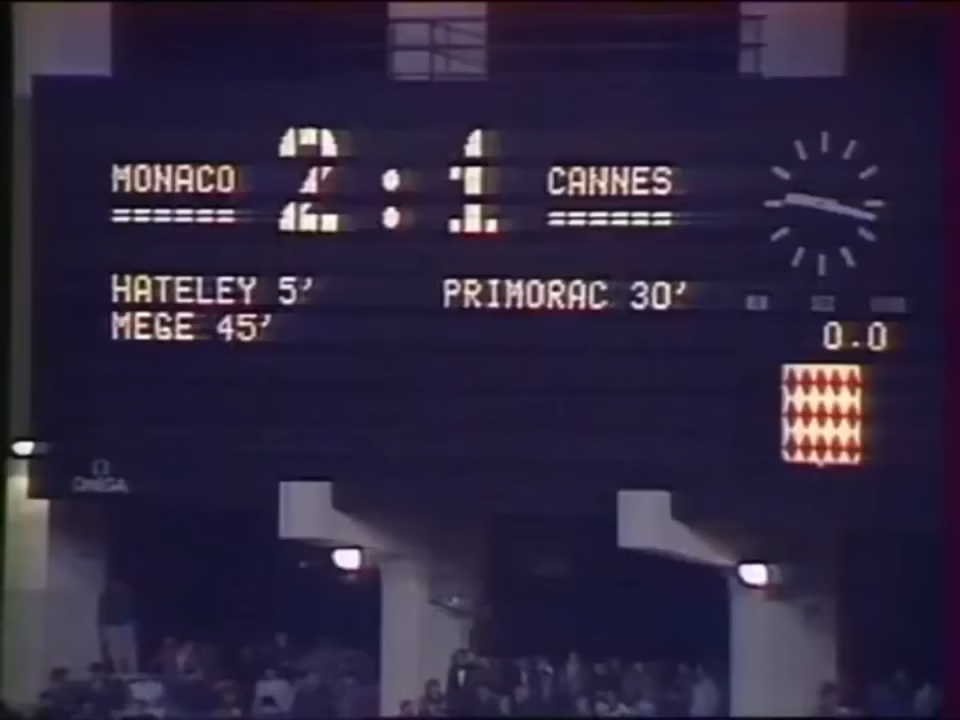 MONACO 2:1 CANNES
====== ======
HATELEY 5' PRIMORAC 30'
MEGE 45'
0.0
Ω
OMEGA